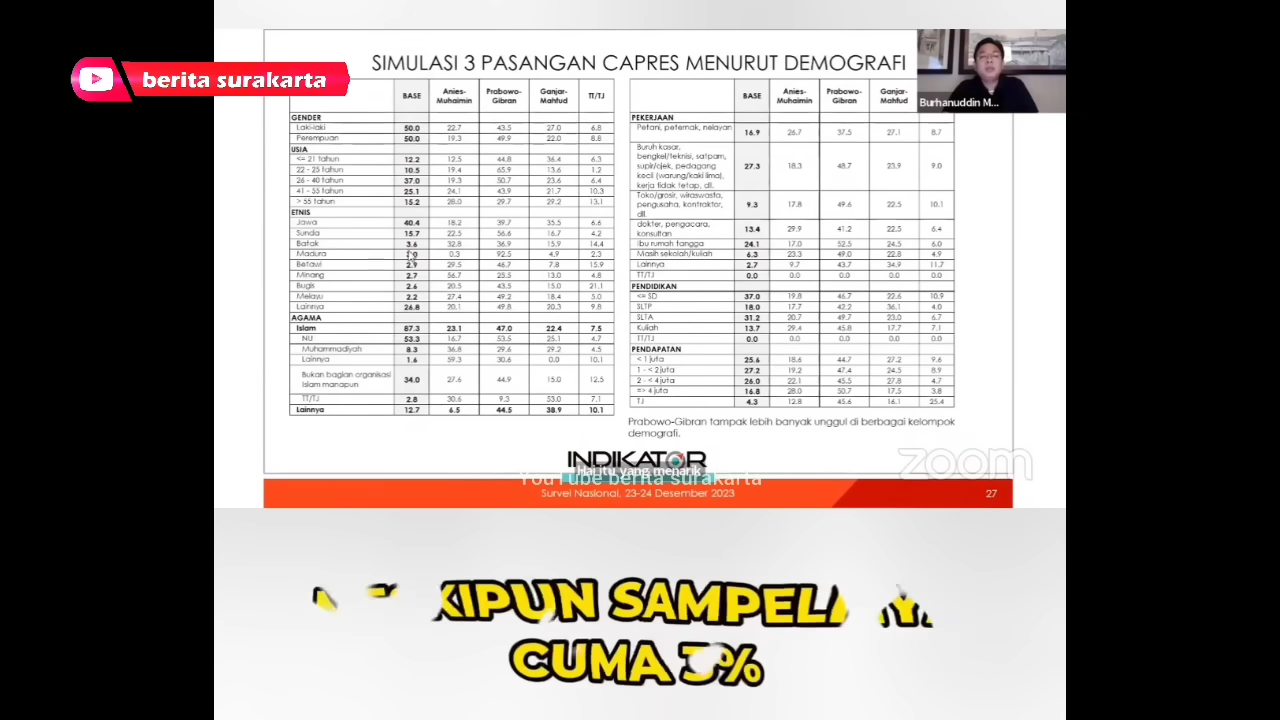 berita surakarta
SIMULASI 3 PASANGAN CAPRES MENURUT DEMOGRAFI
Burhanuddin M...
BASE Anies-Muhaimin Prabowo-Gibran Ganjar-Mahfud TT/TJ
GENDER
Laki-laki 50.0 22.7 43.5 27.0 6.8
Perempuan 50.0 19.3 49.9 22.0 8.8
USIA
<= 21 tahun 12.2 12.5 44.8 36.4 6.3
22 - 25 tahun 10.5 19.4 65.9 13.6 1.2
26 - 40 tahun 37.0 19.3 50.7 23.6 6.4
41 - 55 tahun 25.1 24.1 43.9 21.7 10.3
> 55 tahun 15.2 28.0 29.7 29.2 13.1
ETNIS
Jawa 40.4 18.2 39.7 35.5 6.6
Sunda 15.7 22.5 56.6 16.7 4.2
Batak 3.6 32.8 36.9 15.9 14.4
Madura 0.3 92.5 4.9 2.3
Betawi 2.9 29.5 46.7 7.8 15.9
Minang 2.7 56.7 25.5 13.0 4.8
Bugis 2.6 20.5 43.5 15.0 21.1
Melayu 2.2 27.4 49.2 18.4 5.0
Lainnya 26.8 20.1 49.8 20.3 9.8
AGAMA
Islam 87.3 23.1 47.0 22.4 7.5
NU 53.3 16.7 53.5 25.1 4.7
Muhammadiyah 8.3 36.8 29.6 29.2 4.5
Lainnya 1.6 59.3 30.6 0.0 10.1
Bukan bagian organisasi
Islam manapun 34.0 27.6 44.9 15.0 12.5
TT/TJ 2.8 30.6 9.3 53.0 7.1
Lainnya 12.7 6.5 44.5 38.9 10.1
BASE Anies-Muhaimin Prabowo-Gibran Ganjar-Mahfud
PEKERJAAN
Petani, peternak, nelayan 16.9 26.7 37.5 27.1 8.7
Buruh kasar,
bengkel/teknisi, satpam,
supir/ojek, pedagang
kecil (warung/kaki lima),
kerja tidak tetap, dll. 27.3 18.3 48.7 23.9 9.0
Toko/grosir, wiraswasta,
pengusaha, kontraktor,
dll. 9.3 17.8 49.6 22.5 10.1
dokter, pengacara,
konsultan 13.4 29.9 41.2 22.5 6.4
Ibu rumah tangga 24.1 17.0 52.5 24.5 6.0
Masih sekolah/kuliah 6.3 23.3 49.0 22.8 4.9
Lainnya 2.7 9.7 43.7 34.9 11.7
TT/TJ 0.0 0.0 0.0 0.0 0.0
PENDIDIKAN
<= SD 37.0 19.8 46.7 22.6 10.9
SLTP 18.0 17.7 42.2 36.1 4.0
SLTA 31.2 20.7 49.7 23.0 6.7
Kuliah 13.7 29.4 45.8 17.7 7.1
TT/TJ 0.0 0.0 0.0 0.0 0.0
PENDAPATAN
< 1 juta 25.6 18.6 44.7 27.2 9.6
1 - < 2 juta 27.2 19.2 47.4 24.5 8.9
2 - < 4 juta 26.0 22.1 45.5 27.8 4.7
=> 4 juta 16.8 28.0 50.7 17.5 3.8
TJ 4.3 12.8 45.6 16.1 25.4
Prabowo-Gibran tampak lebih banyak unggul di berbagai kelompok
demografi.
INDIKATOR
Hal itu yang menarik
zoom
YouTube berita surakarta
Survei Nasional, 23-24 Desember 2023
27
SAMPEL
CUMA 3%